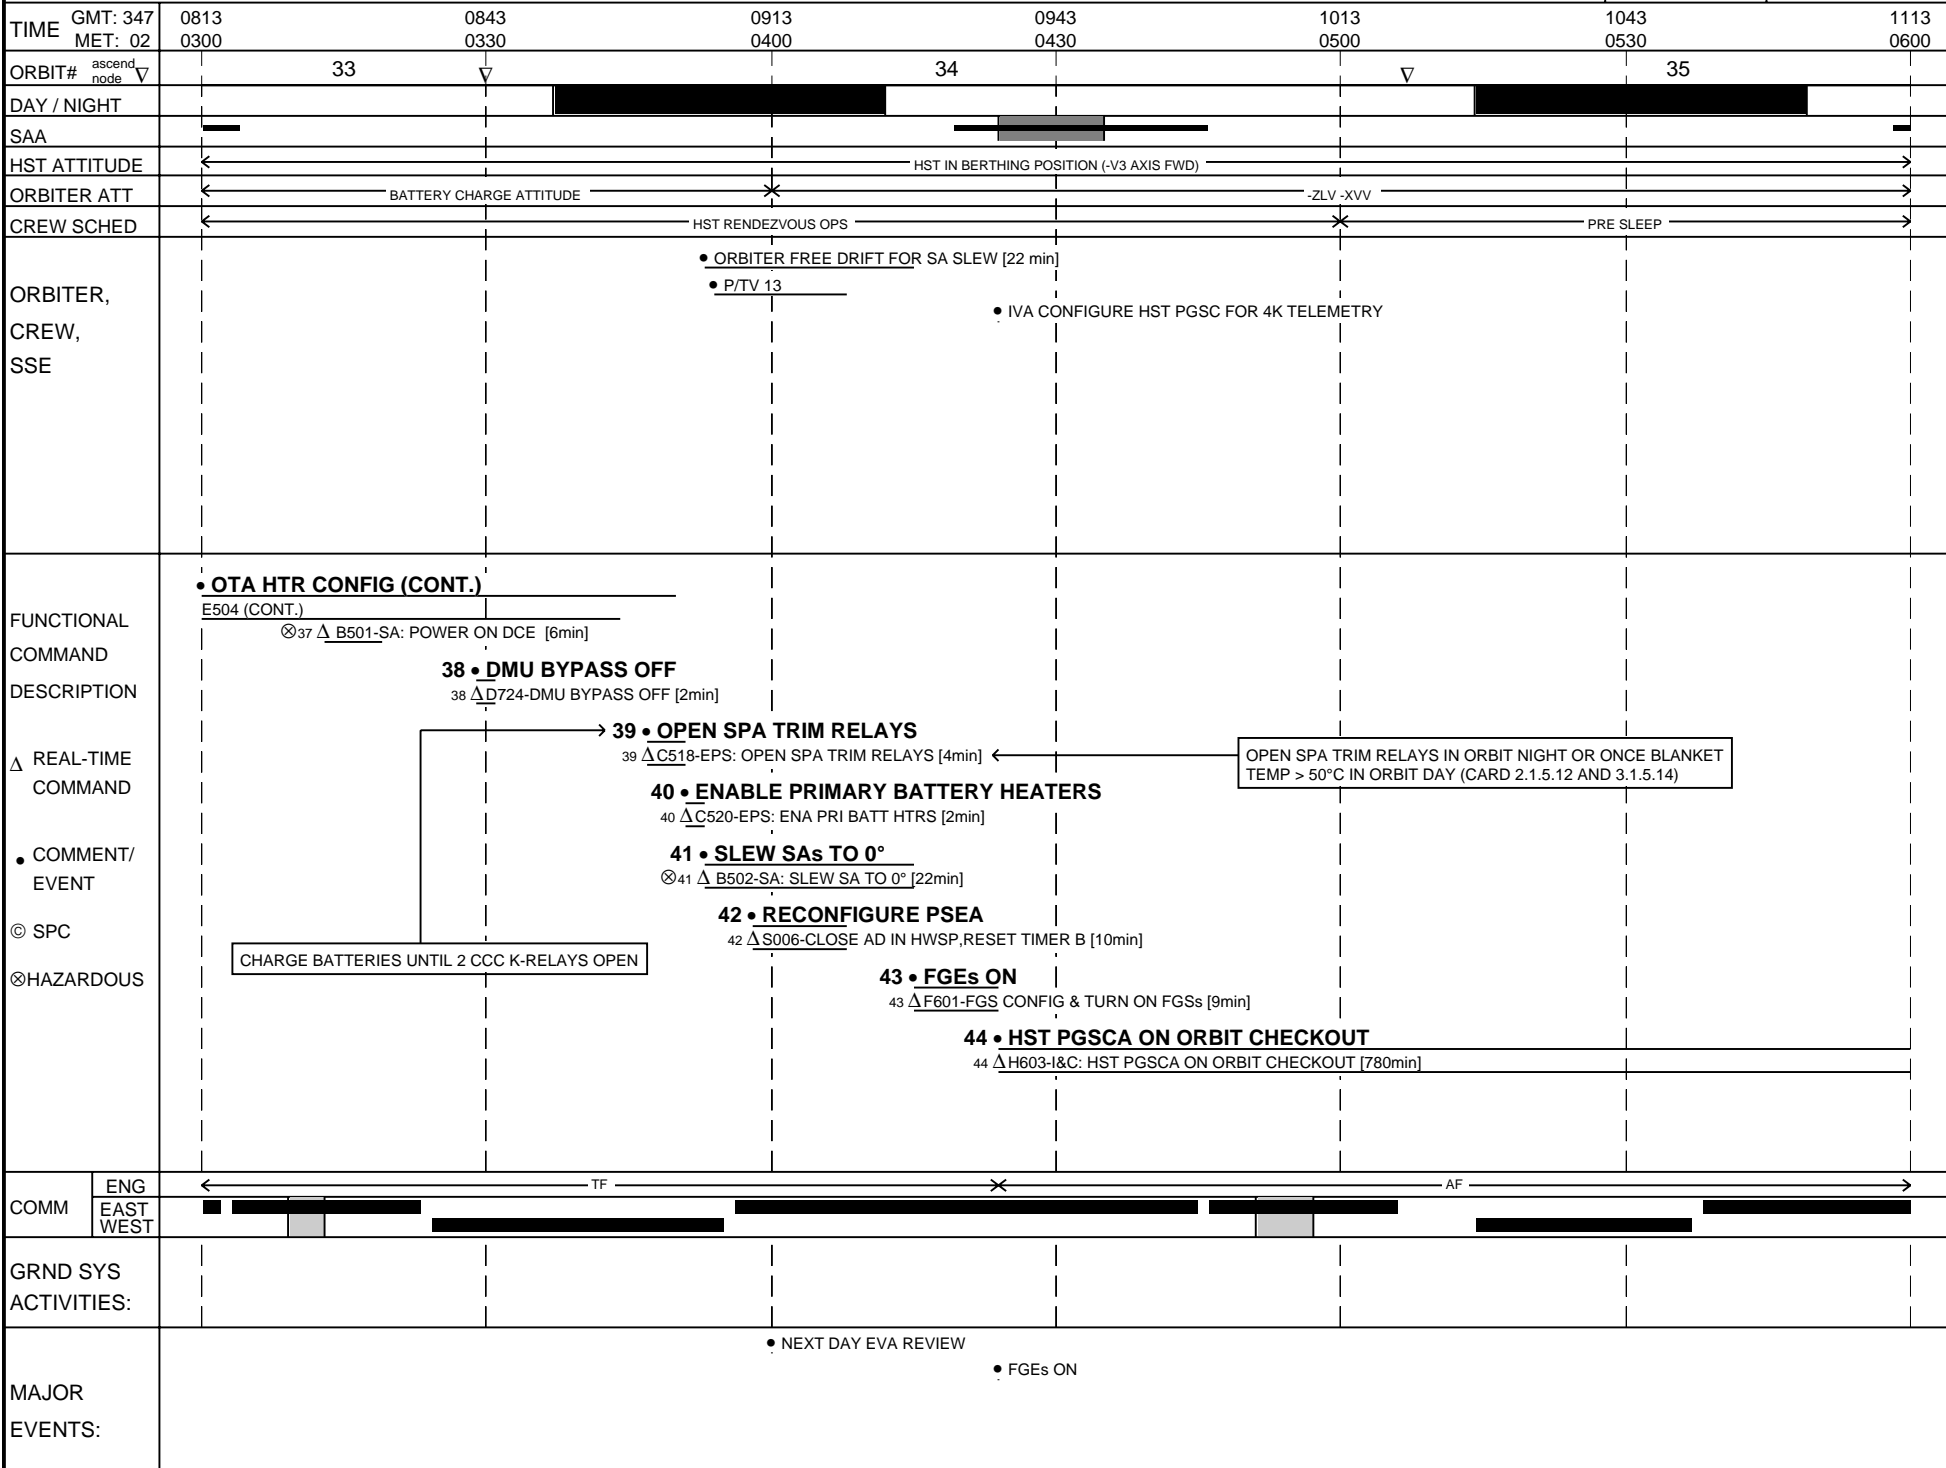 TIME GMT: 347 0813 0843 0913 0943 1013 1043 1113
MET: 02 0300 0330 0400 0430 0500 0530 0600
ORBIT# ascend node ∇ 33 ∇ 34 ∇ 35
DAY / NIGHT
SAA
HST ATTITUDE HST IN BERTHING POSITION (-V3 AXIS FWD)
ORBITER ATT BATTERY CHARGE ATTITUDE -ZLV -XVV
CREW SCHED HST RENDEZVOUS OPS PRE SLEEP
ORBITER,
CREW,
SSE
• ORBITER FREE DRIFT FOR SA SLEW [22 min]
• P/TV 13
• IVA CONFIGURE HST PGSC FOR 4K TELEMETRY
FUNCTIONAL
COMMAND
DESCRIPTION
∆ REAL-TIME
COMMAND
• COMMENT/
EVENT
© SPC
⊗HAZARDOUS
• OTA HTR CONFIG (CONT.)
E504 (CONT.)
⊗37 ∆ B501-SA: POWER ON DCE [6min]
38 • DMU BYPASS OFF
38 ∆D724-DMU BYPASS OFF [2min]
39 • OPEN SPA TRIM RELAYS
39 ∆C518-EPS: OPEN SPA TRIM RELAYS [4min]
OPEN SPA TRIM RELAYS IN ORBIT NIGHT OR ONCE BLANKET
TEMP > 50°C IN ORBIT DAY (CARD 2.1.5.12 AND 3.1.5.14)
40 • ENABLE PRIMARY BATTERY HEATERS
40 ∆C520-EPS: ENA PRI BATT HTRS [2min]
41 • SLEW SAs TO 0°
⊗41 ∆ B502-SA: SLEW SA TO 0° [22min]
42 • RECONFIGURE PSEA
42 ∆S006-CLOSE AD IN HWSP,RESET TIMER B [10min]
CHARGE BATTERIES UNTIL 2 CCC K-RELAYS OPEN
43 • FGEs ON
43 ∆F601-FGS CONFIG & TURN ON FGSs [9min]
44 • HST PGSCA ON ORBIT CHECKOUT
44 ∆H603-I&C: HST PGSCA ON ORBIT CHECKOUT [780min]
COMM ENG TF AF
EAST
WEST
GRND SYS
ACTIVITIES:
MAJOR
EVENTS:
• NEXT DAY EVA REVIEW
• FGEs ON